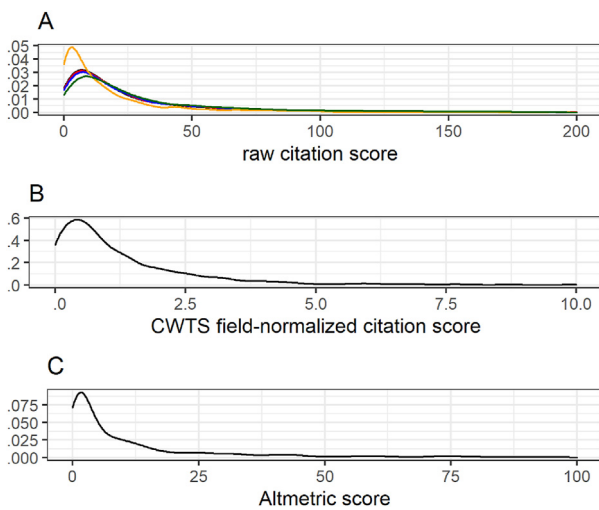 A
.05
.04
.03
.02
.01
.00
0 50 100 150 200
raw citation score
B
.6
.4
.2
.0
.0 2.5 5.0 7.5 10.0
CWTS field-normalized citation score
C
.075
.050
.025
.000
0 25 50 75 100
Altmetric score